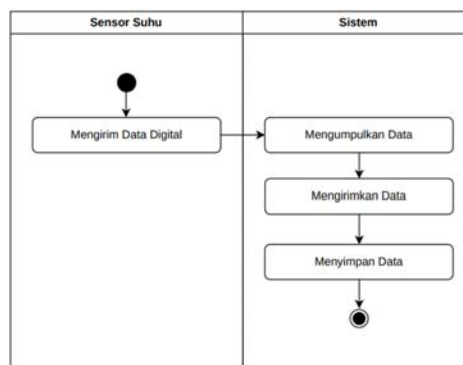 Sensor Suhu
Sistem
Mengirim Data Digital
Mengumpulkan Data
Mengirimkan Data
Menyimpan Data